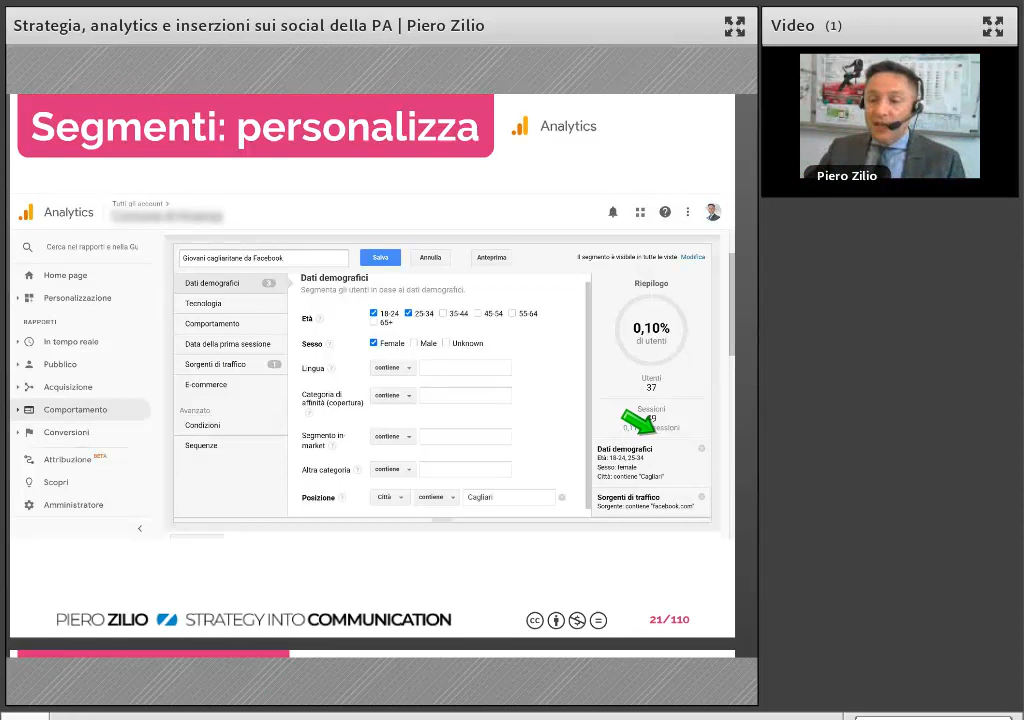 Strategia, analytics e inserzioni sui social della PA | Piero Zilio
Video (1)
Piero Zilio
Segmenti: personalizza
Analytics
Analytics
Tutti gli account >
Cerca nei rapporti e nella Gu
Home page
Personalizzazione
RAPPORTI
In tempo reale
Pubblico
Acquisizione
Comportamento
Conversioni
Attribuzione BETA
Scopri
Amministratore
Giovani cagliaritane da Facebook
Salva
Annulla
Anteprima
Il segmento è visibile in tutte le viste Modifica
Dati demografici 3
Tecnologia
Comportamento
Data della prima sessione
Sorgenti di traffico 1
E-commerce
Avanzato
Condizioni
Sequenze
Dati demografici
Segmenta gli utenti in base ai dati demografici.
Età 18-24 25-34 35-44 45-54 55-64
65+
Sesso Female Male Unknown
Lingua contiene
Categoria di
affinità (copertura) contiene
Segmento in-
market contiene
Altra categoria contiene
Posizione Città contiene Cagliari
Riepilogo
0,10%
di utenti
Utenti
37
Sessioni
Dati demografici
Età: 18-24, 25-34
Sesso: female
Città: contiene "Cagliari"
Sorgenti di traffico
Sorgente: contiene "facebook.com"
PIERO ZILIO STRATEGY INTO COMMUNICATION
cc
21/110